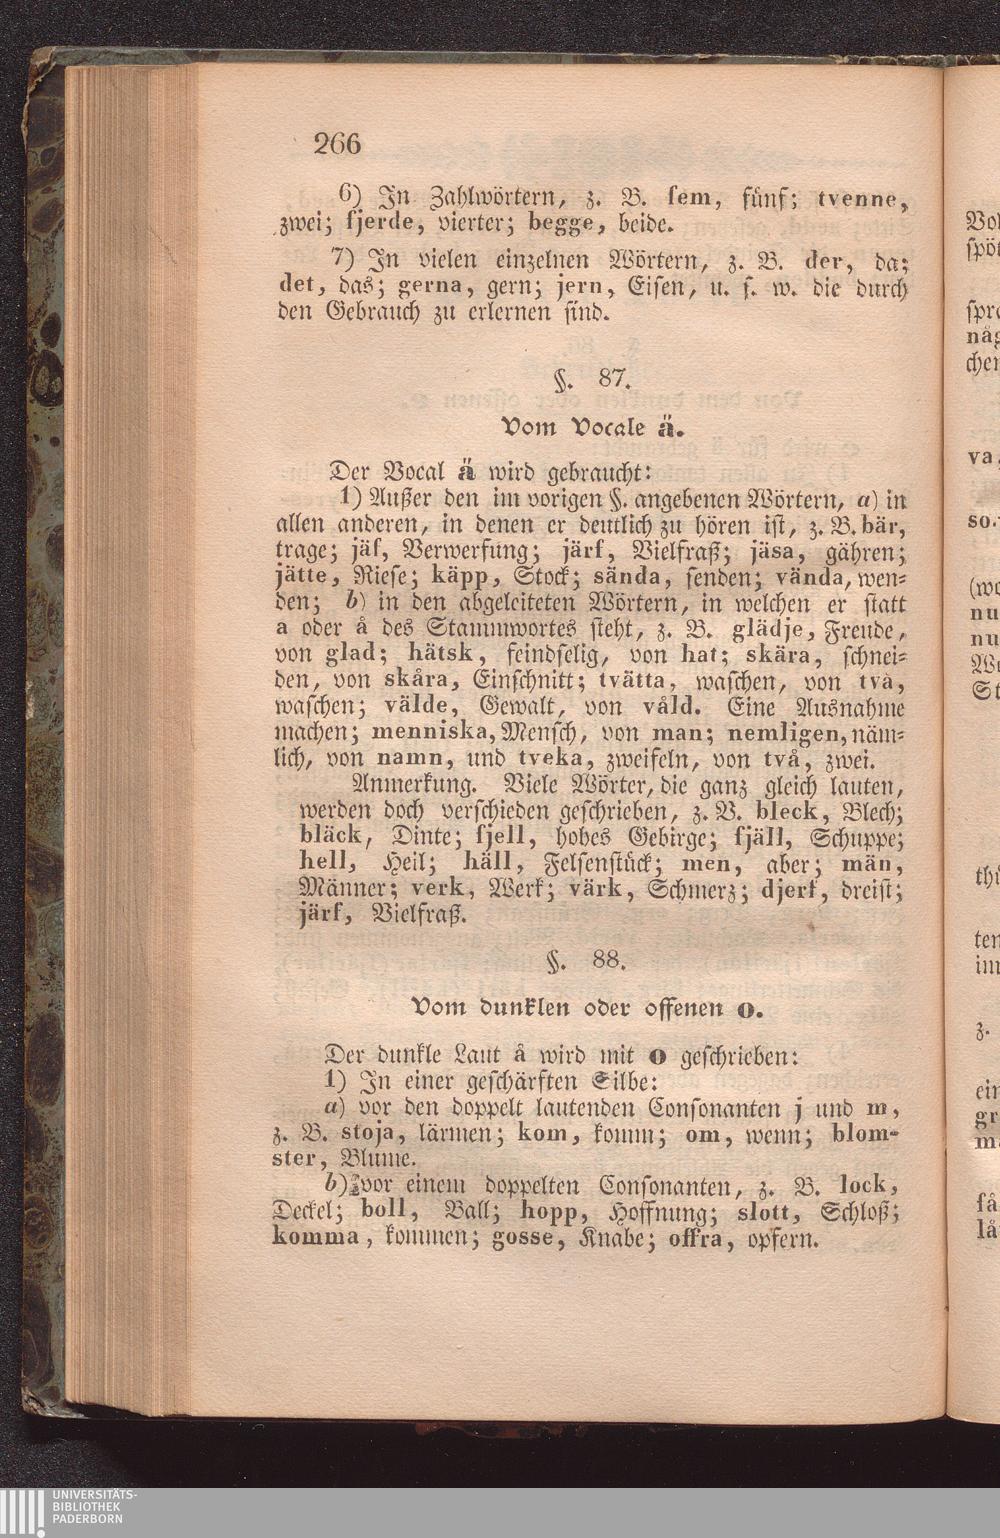 266
6) In Zahlwörtern, z. B. fem, fünf; tvenne,
zwei; fjerde, vierter; begge, beide.
7) In vielen einzelnen Wörtern, z. B. der, da;
det, das; gerna, gern; jern, Eisen, u. s. w. die durch
den Gebrauch zu erlernen sind.
§. 87.
Vom Vocale ä.
Der Vocal ä wird gebraucht:
1) Außer den im vorigen §. angebenen Wörtern, a) in
allen anderen, in denen er deutlich zu hören ist, z. B. bär,
trage; jäf, Verwerfung; järf, Vielfraß; jäsa, gähren;
jätte, Riese; käpp, Stock; sända, senden; vända, wen-
den; b) in den abgeleiteten Wörtern, in welchen er statt
a oder å des Stammwortes steht, z. B. glädje, Freude,
von glad; hätsk, feindselig, von hat; skära, schnei-
den, von skåra, Einschnitt; tvätta, waschen, von två,
waschen; välde, Gewalt, von våld. Eine Ausnahme
machen; menniska, Mensch, von man; nemligen, näm-
lich, von namn, und tveka, zweifeln, von två, zwei.
Anmerkung. Viele Wörter, die ganz gleich lauten,
werden doch verschieden geschrieben, z. B. bleck, Blech;
bläck, Dinte; fjell, hohes Gebirge; fjäll, Schuppe;
hell, Heil; häll, Felsenstück; men, aber; män,
Männer; verk, Werk; värk, Schmerz; djerf, dreist;
järf, Vielfraß.
§. 88.
Vom dunklen oder offenen o.
Der dunkle Laut å wird mit o geschrieben:
1) In einer geschärften Silbe:
a) vor den doppelt lautenden Consonanten j und m,
z. B. stoja, lärmen; kom, komm; om, wenn; blom-
ster, Blume.
b) vor einem doppelten Consonanten, z. B. lock,
Deckel; boll, Ball; hopp, Hoffnung; slott, Schloß;
komma, kommen; gosse, Knabe; offra, opfern.
va,
UNIVERSITÄTS-
BIBLIOTHEK
PADERBORN